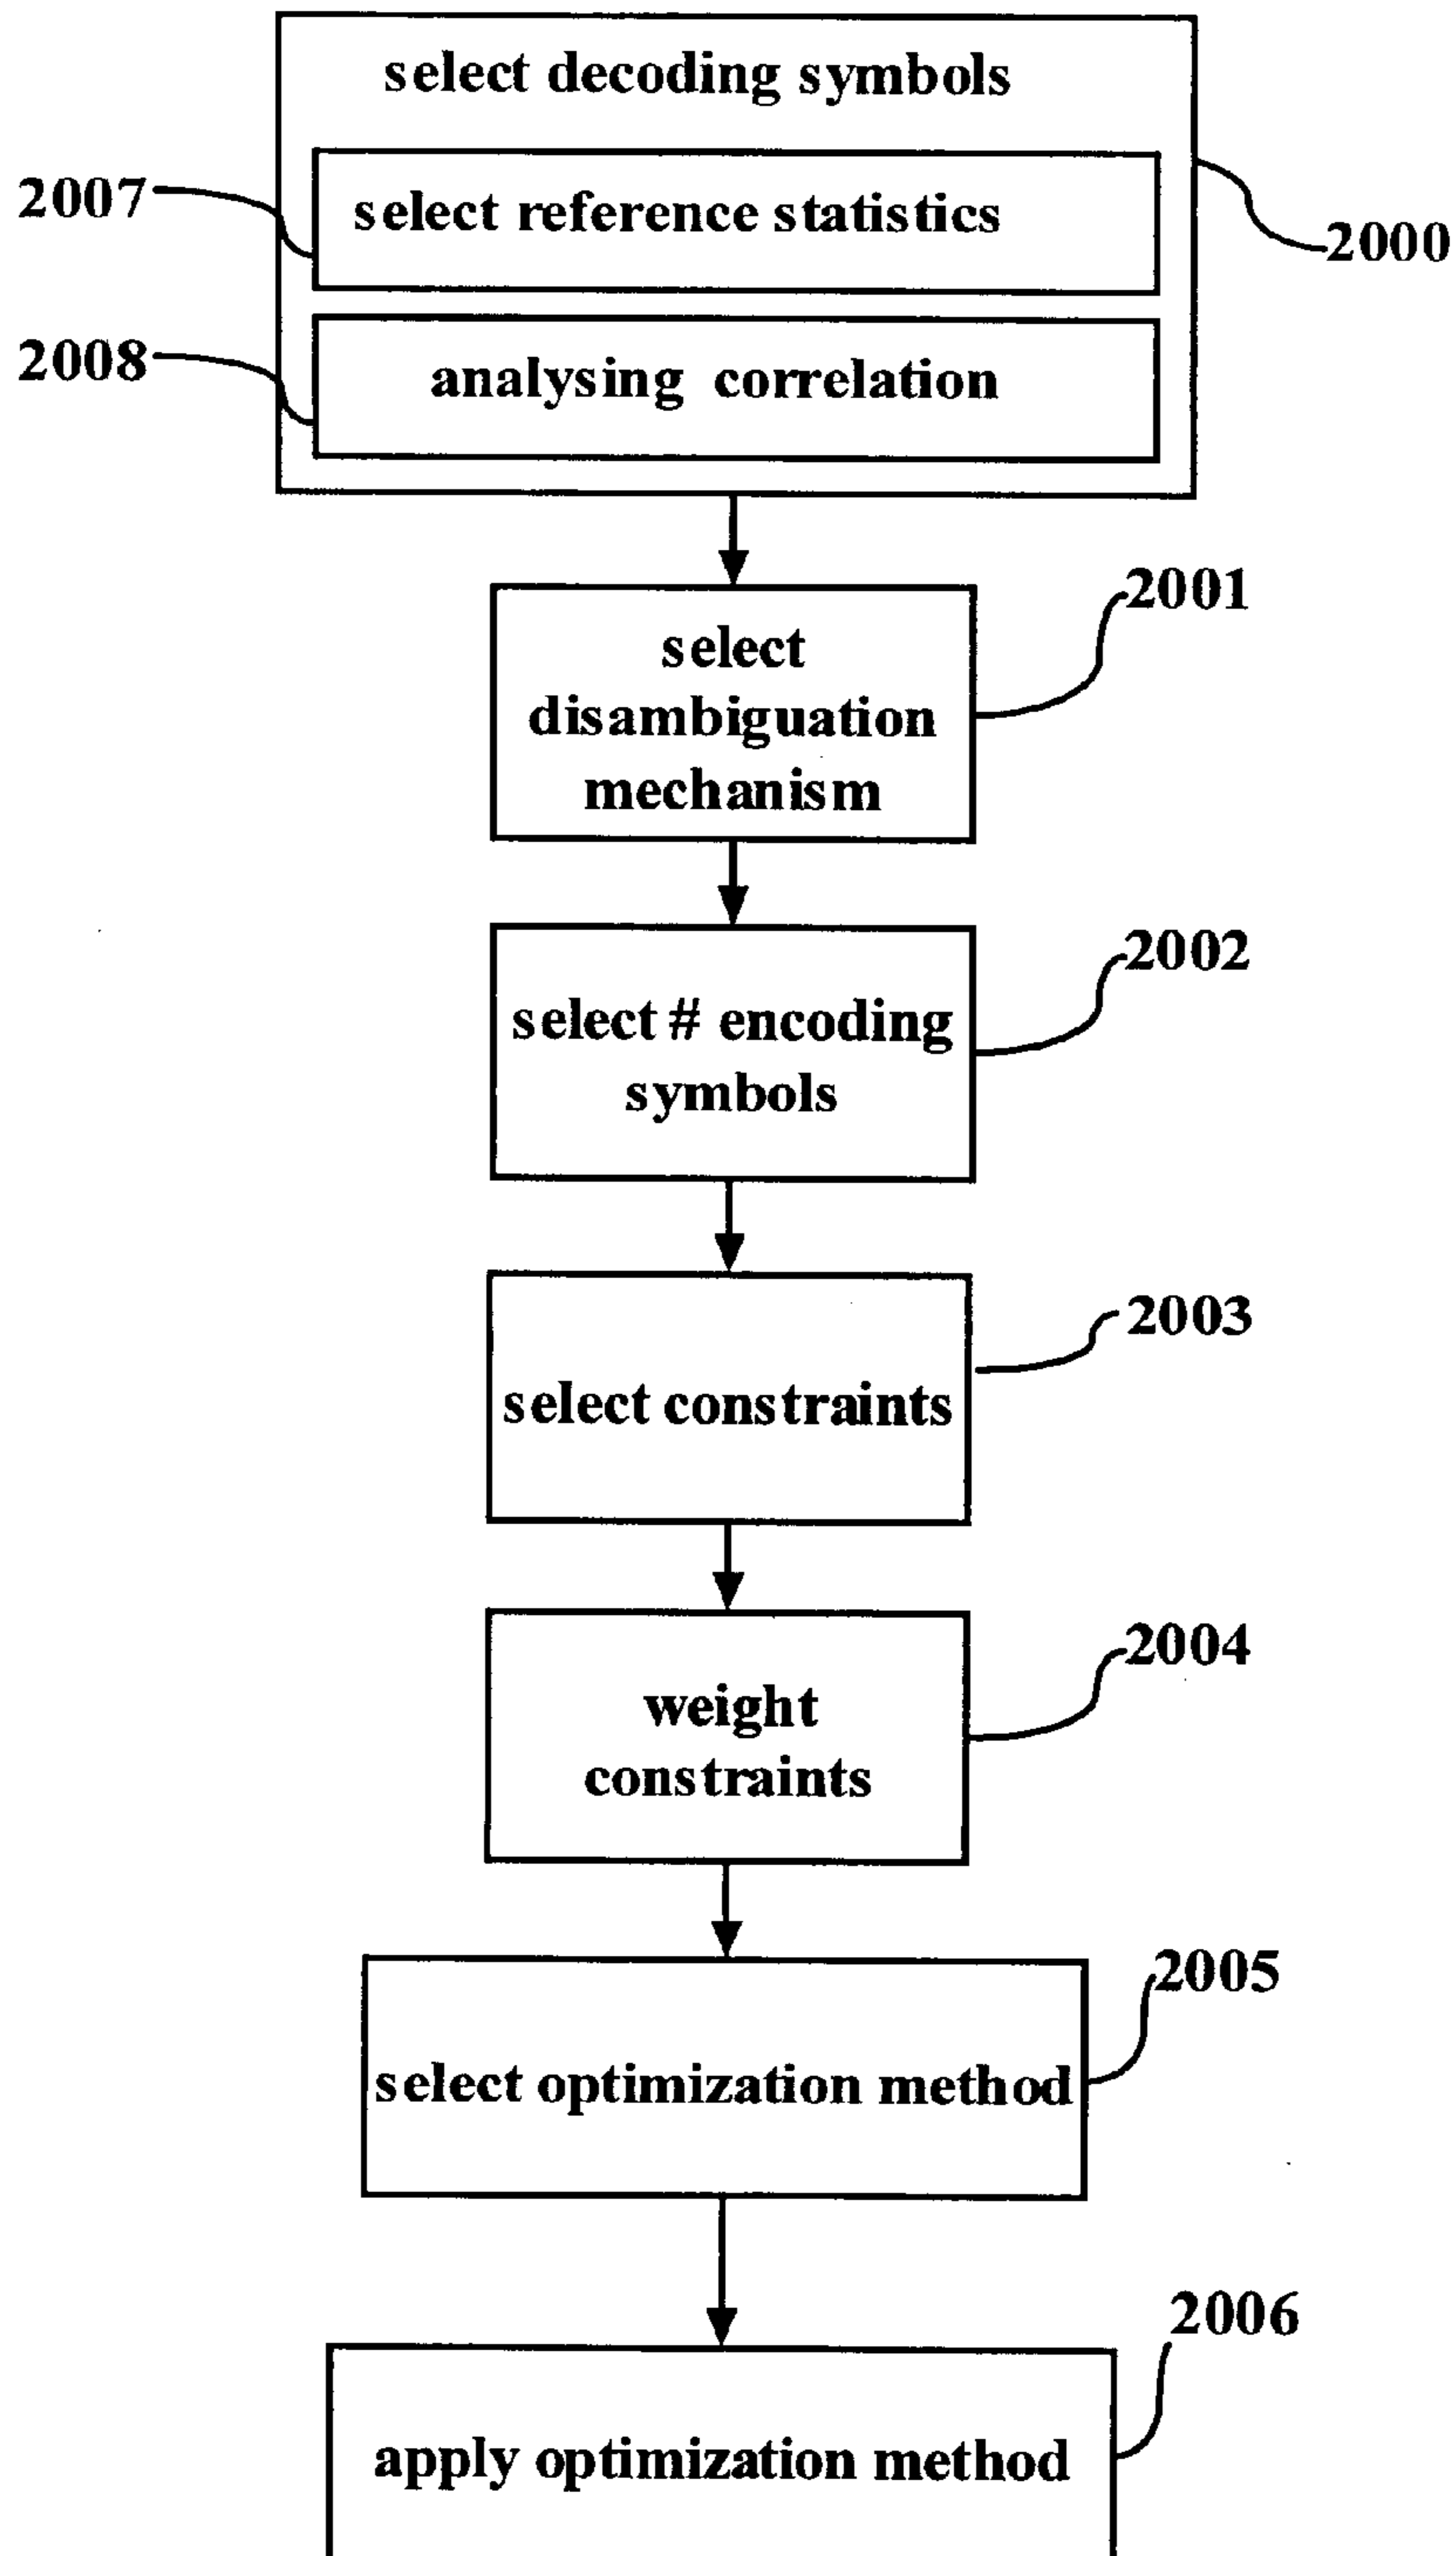 select decoding symbols
2007
select reference statistics
2000
2008
analysing correlation
2001
select
disambiguation
mechanism
2002
select # encoding
symbols
2003
select constraints
2004
weight
constraints
2005
select optimization method
2006
apply optimization method